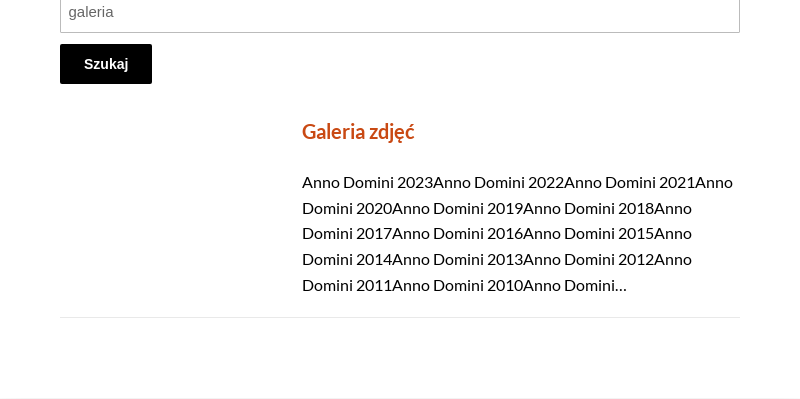 galeria
Szukaj
Galeria zdjęć
Anno Domini 2023Anno Domini 2022Anno Domini 2021Anno
Domini 2020Anno Domini 2019Anno Domini 2018Anno
Domini 2017Anno Domini 2016Anno Domini 2015Anno
Domini 2014Anno Domini 2013Anno Domini 2012Anno
Domini 2011Anno Domini 2010Anno Domini…